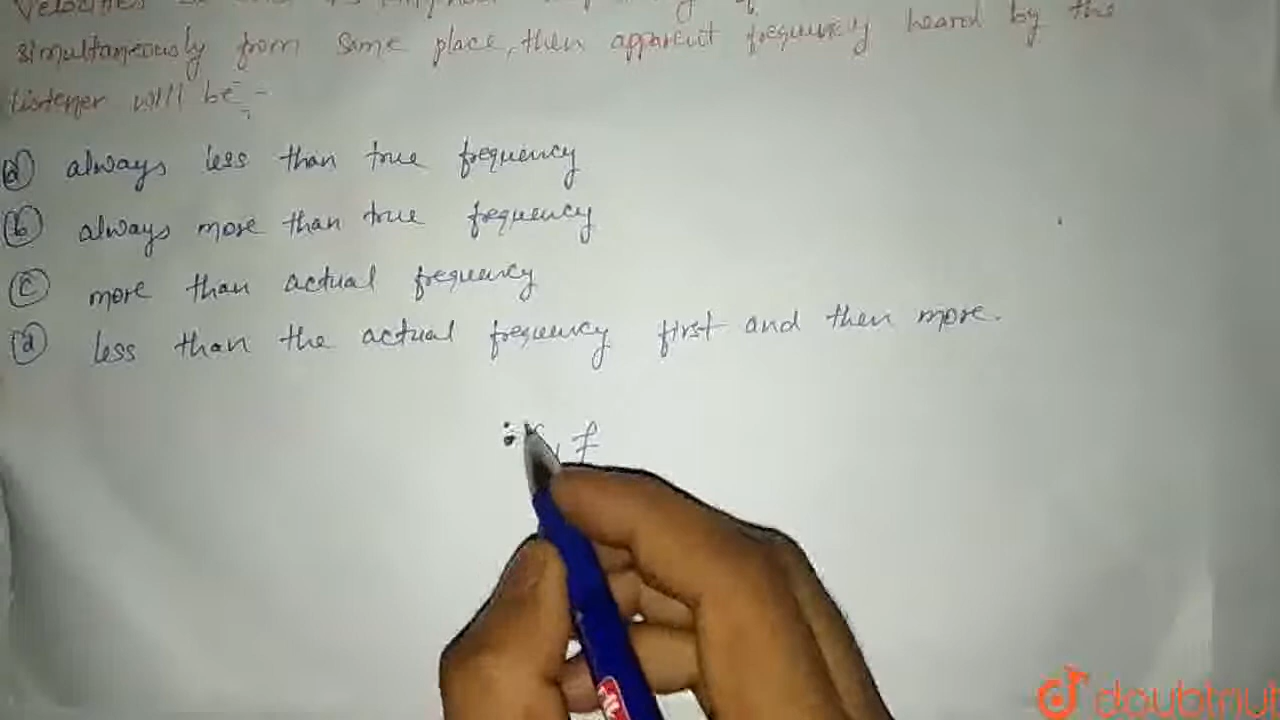 Velocities
simultaneously from same place, then apparent frequency heard by the
listener will be -
(a) always less than true frequency
(b) always more than true frequency
(c) more than actual frequency
(d) less than the actual frequency first and then more.
f
doubtnut